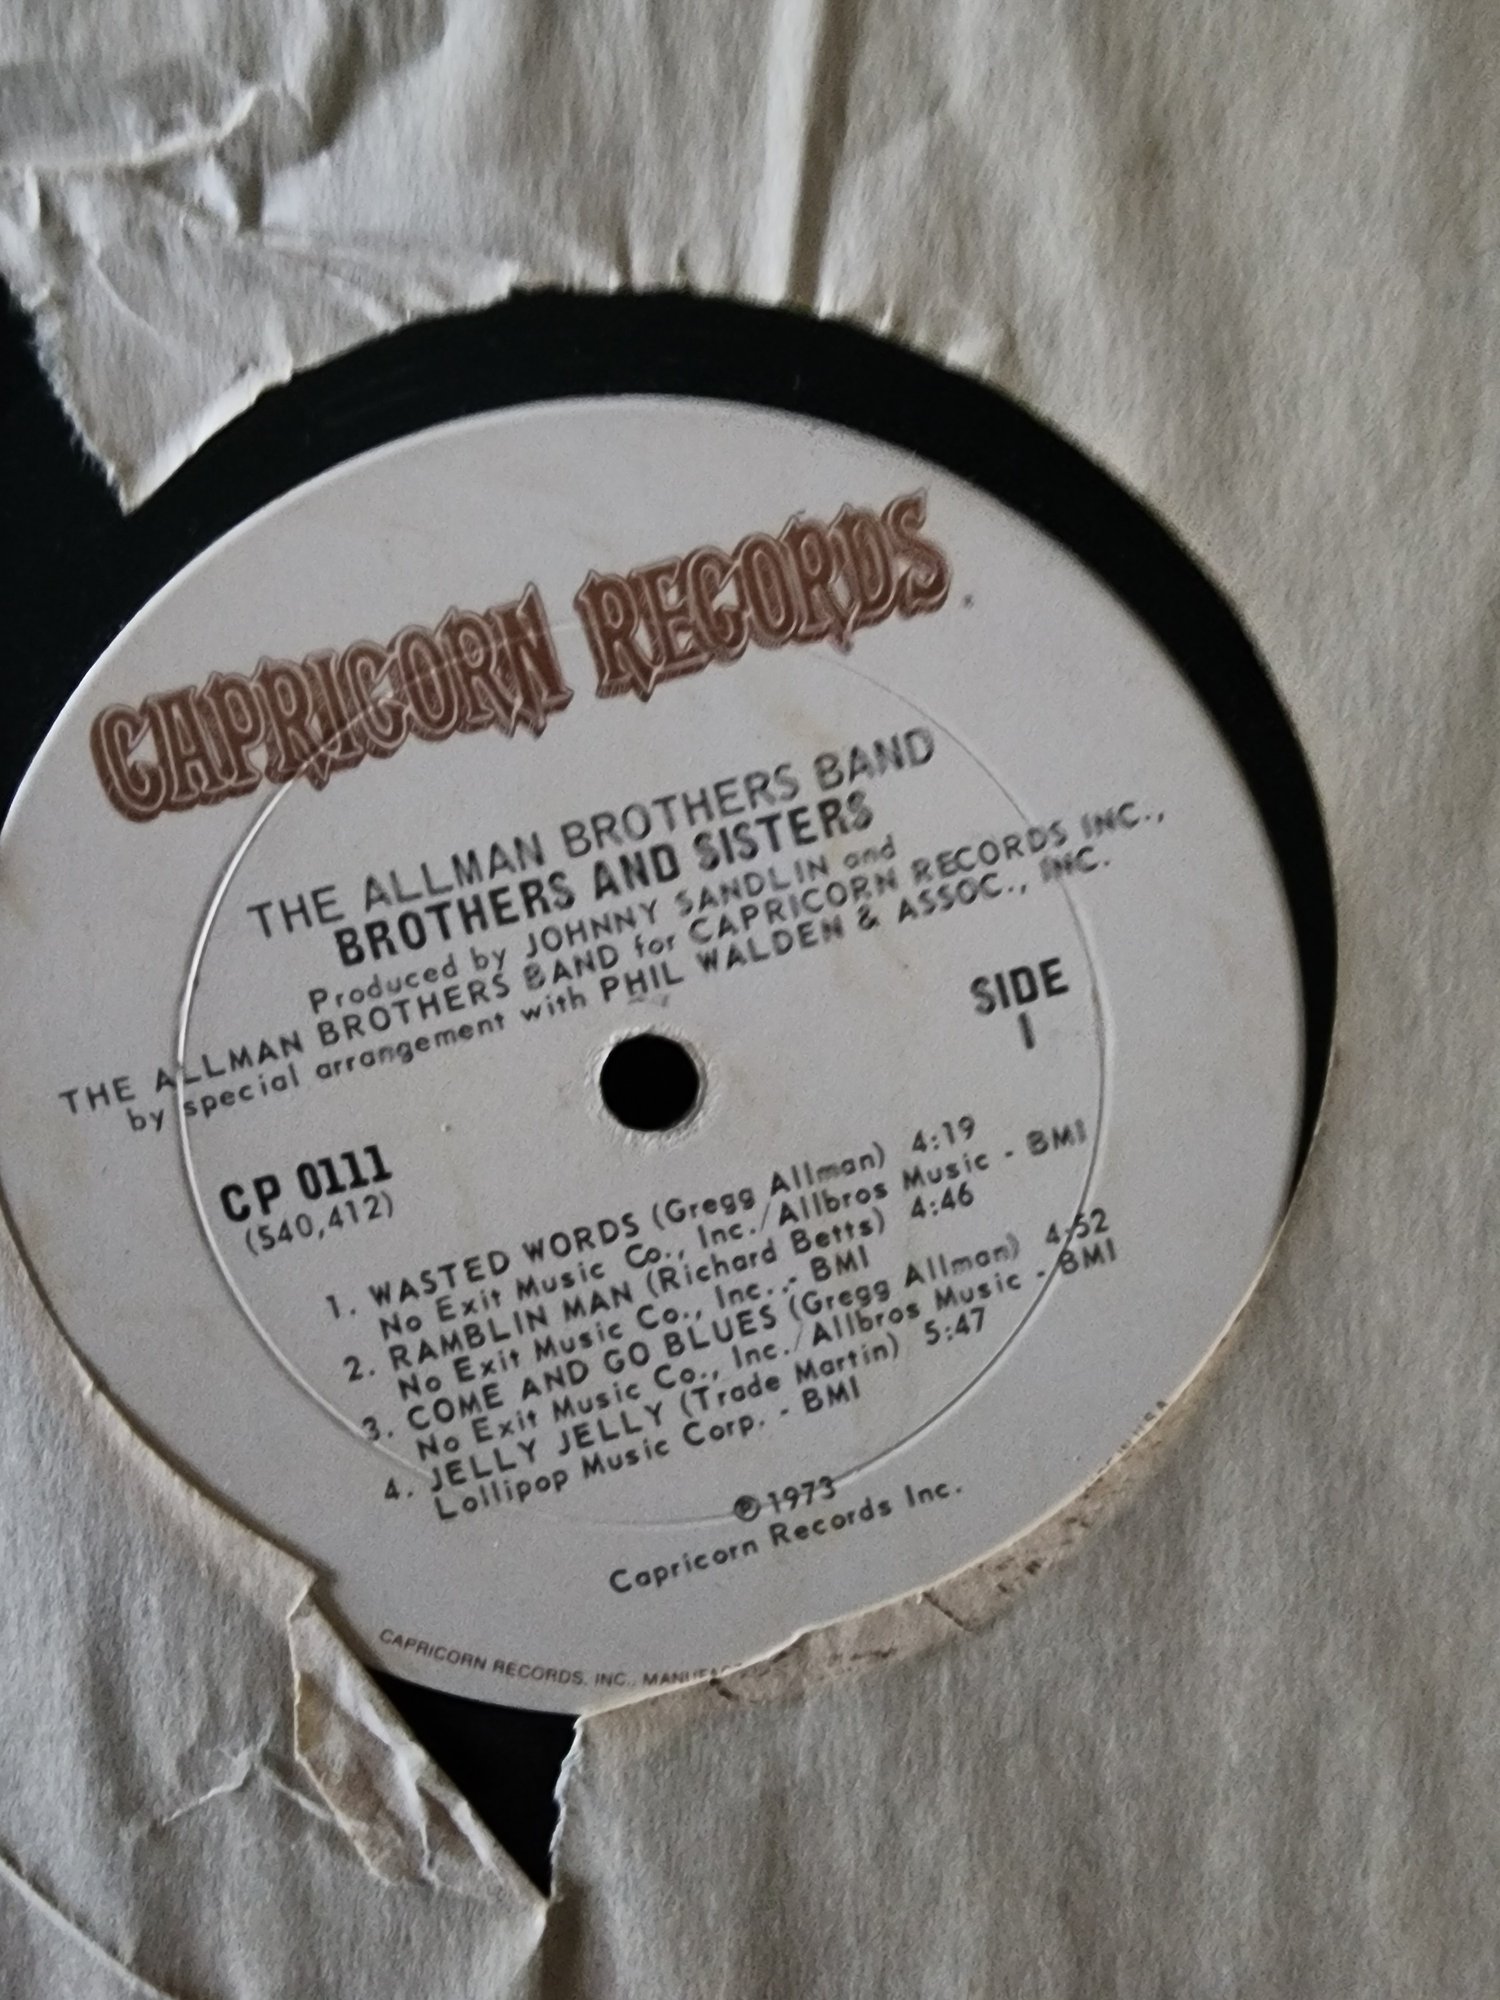 CAPRICORN RECORDS
THE ALLMAN BROTHERS BAND
BROTHERS AND SISTERS
Produced by JOHNNY SANDLIN and
THE ALLMAN BROTHERS BAND for CAPRICORN RECORDS INC.,
by special arrangement with PHIL WALDEN & ASSOC., INC.
SIDE
1
CP 0111
(540,412)
1. WASTED WORDS (Gregg Allman) 4:19
No Exit Music Co., Inc./Allbros Music - BMI
2. RAMBLIN MAN (Richard Betts) 4:46
No Exit Music Co., Inc. - BMI
3. COME AND GO BLUES (Gregg Allman) 4:52
No Exit Music Co., Inc./Allbros Music - BMI
4. JELLY JELLY (Trade Martin) 5:47
Lollipop Music Corp. - BMI
℗ 1973
Capricorn Records Inc.
CAPRICORN RECORDS, INC.,